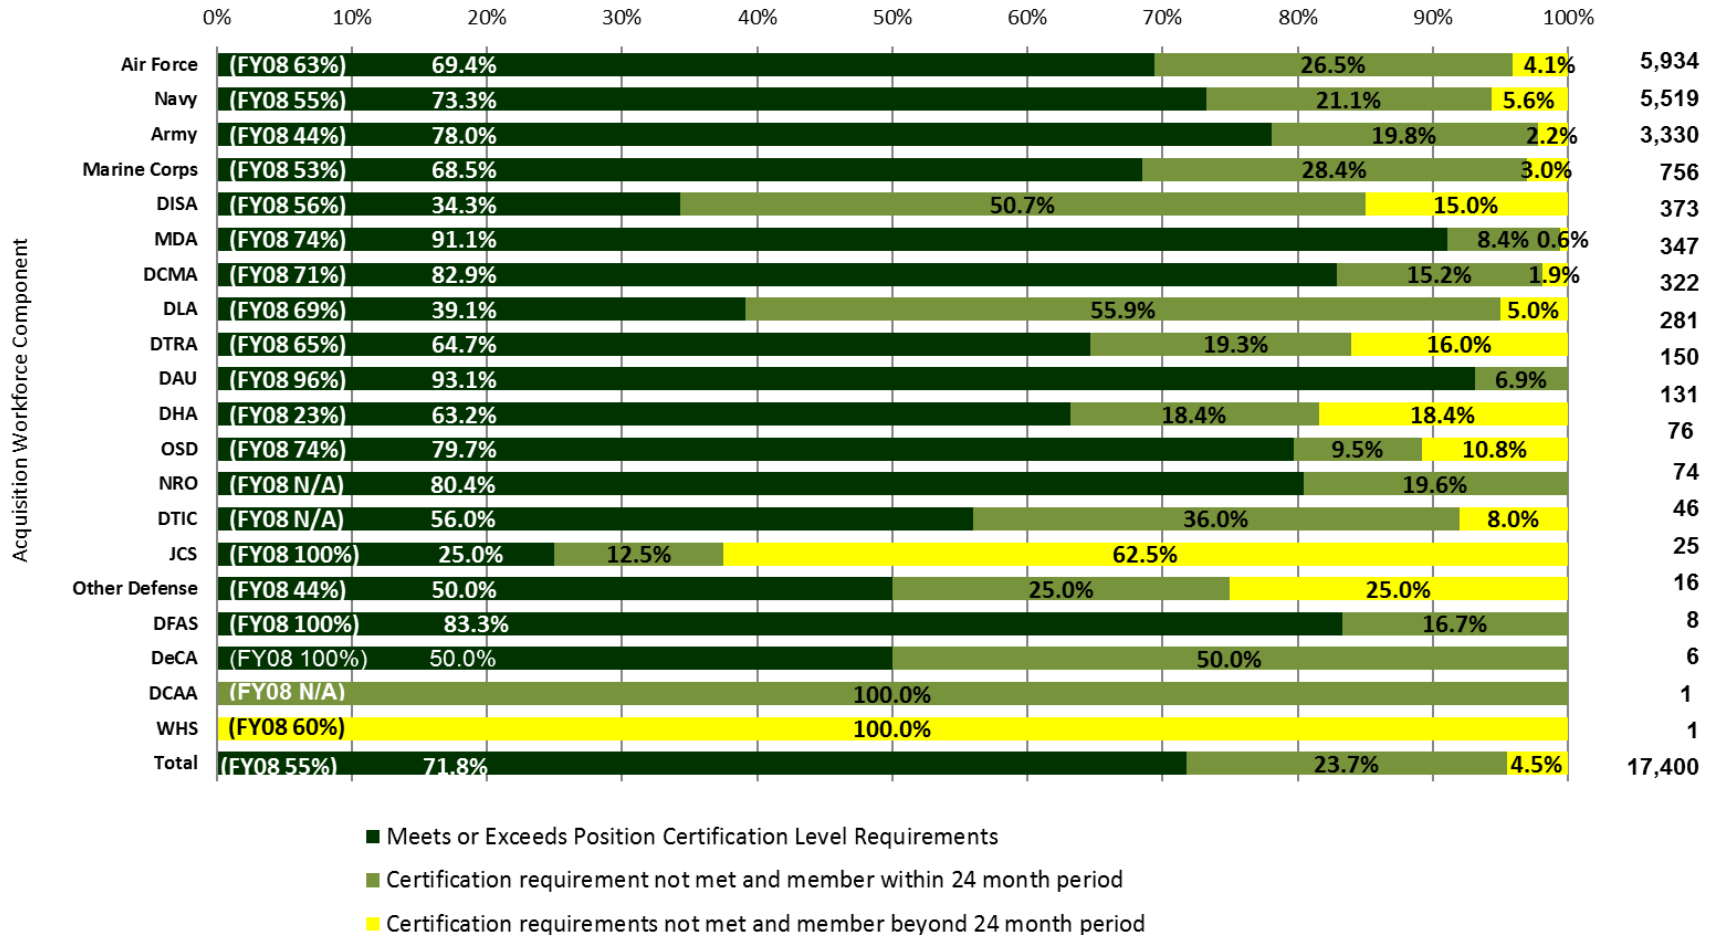 0% 10% 20% 30% 40% 50% 60% 70% 80% 90% 100%
Acquisition Workforce Component
Air Force (FY08 63%) 69.4% 26.5% 4.1% 5,934
Navy (FY08 55%) 73.3% 21.1% 5.6% 5,519
Army (FY08 44%) 78.0% 19.8% 2.2% 3,330
Marine Corps (FY08 53%) 68.5% 28.4% 3.0% 756
DISA (FY08 56%) 34.3% 50.7% 15.0% 373
MDA (FY08 74%) 91.1% 8.4% 0.6% 347
DCMA (FY08 71%) 82.9% 15.2% 1.9% 322
DLA (FY08 69%) 39.1% 55.9% 5.0% 281
DTRA (FY08 65%) 64.7% 19.3% 16.0% 150
DAU (FY08 96%) 93.1% 6.9% 131
DHA (FY08 23%) 63.2% 18.4% 18.4% 76
OSD (FY08 74%) 79.7% 9.5% 10.8% 74
NRO (FY08 N/A) 80.4% 19.6% 46
DTIC (FY08 N/A) 56.0% 36.0% 8.0% 25
JCS (FY08 100%) 25.0% 12.5% 62.5% 16
Other Defense (FY08 44%) 50.0% 25.0% 25.0% 8
DFAS (FY08 100%) 83.3% 16.7% 6
DeCA (FY08 100%) 50.0% 50.0%
DCAA (FY08 N/A) 100.0% 1
WHS (FY08 60%) 100.0% 1
Total (FY08 55%) 71.8% 23.7% 4.5% 17,400
Meets or Exceeds Position Certification Level Requirements
Certification requirement not met and member within 24 month period
Certification requirements not met and member beyond 24 month period